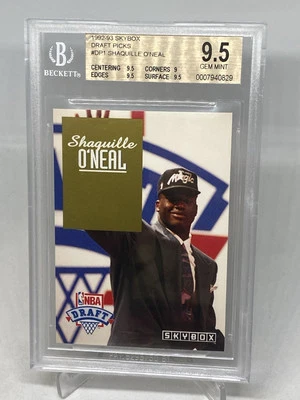 B
BECKETT
1992-93 SKYBOX
DRAFT PICKS
#DP1 SHAQUILLE O'NEAL
CENTERING 9.5 CORNERS 9
EDGES 9.5 SURFACE 9.5
9.5
GEM MINT
0007940829
Shaquille
O'NEAL
Magic
NBA
DRAFT
SKYBOX